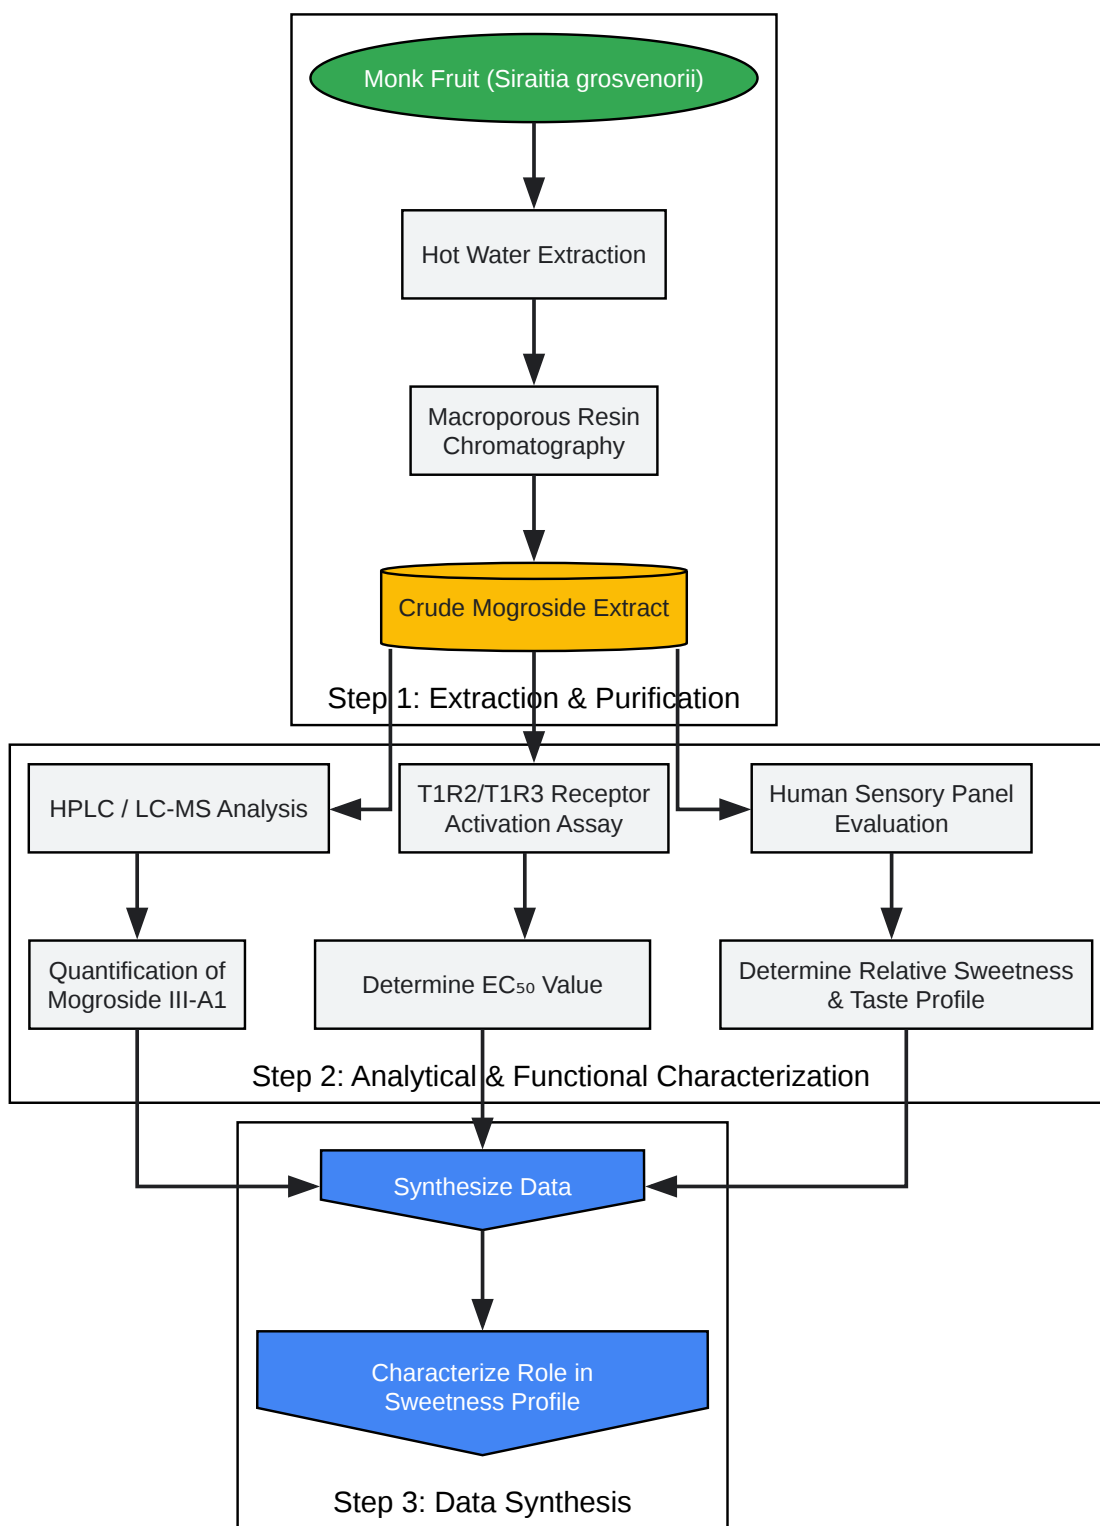 Monk Fruit (Siraitia grosvenorii)
Hot Water Extraction
Macroporous Resin
Chromatography
Crude Mogroside Extract
Step 1: Extraction & Purification
HPLC / LC-MS Analysis
T1R2/T1R3 Receptor
Activation Assay
Human Sensory Panel
Evaluation
Quantification of
Mogroside III-A1
Determine EC₅₀ Value
Determine Relative Sweetness
& Taste Profile
Step 2: Analytical & Functional Characterization
Synthesize Data
Characterize Role in
Sweetness Profile
Step 3: Data Synthesis